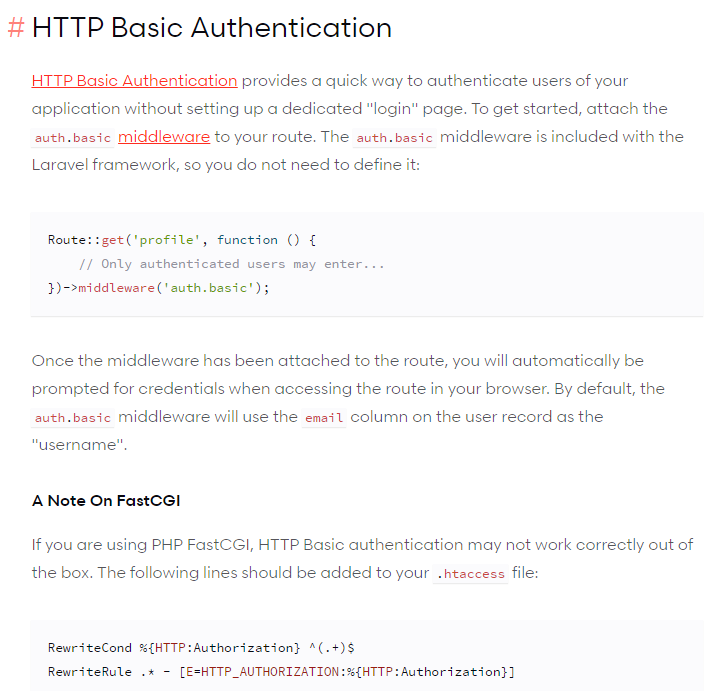 # HTTP Basic Authentication
HTTP Basic Authentication provides a quick way to authenticate users of your
application without setting up a dedicated "login" page. To get started, attach the
auth.basic middleware to your route. The auth.basic middleware is included with the
Laravel framework, so you do not need to define it:
Route::get('profile', function () {
    // Only authenticated users may enter...
})->middleware('auth.basic');
Once the middleware has been attached to the route, you will automatically be
prompted for credentials when accessing the route in your browser. By default, the
auth.basic middleware will use the email column on the user record as the
"username".
A Note On FastCGI
If you are using PHP FastCGI, HTTP Basic authentication may not work correctly out of
the box. The following lines should be added to your .htaccess file:
RewriteCond %{HTTP:Authorization} ^(.+)$
RewriteRule .* - [E=HTTP_AUTHORIZATION:%{HTTP:Authorization}]